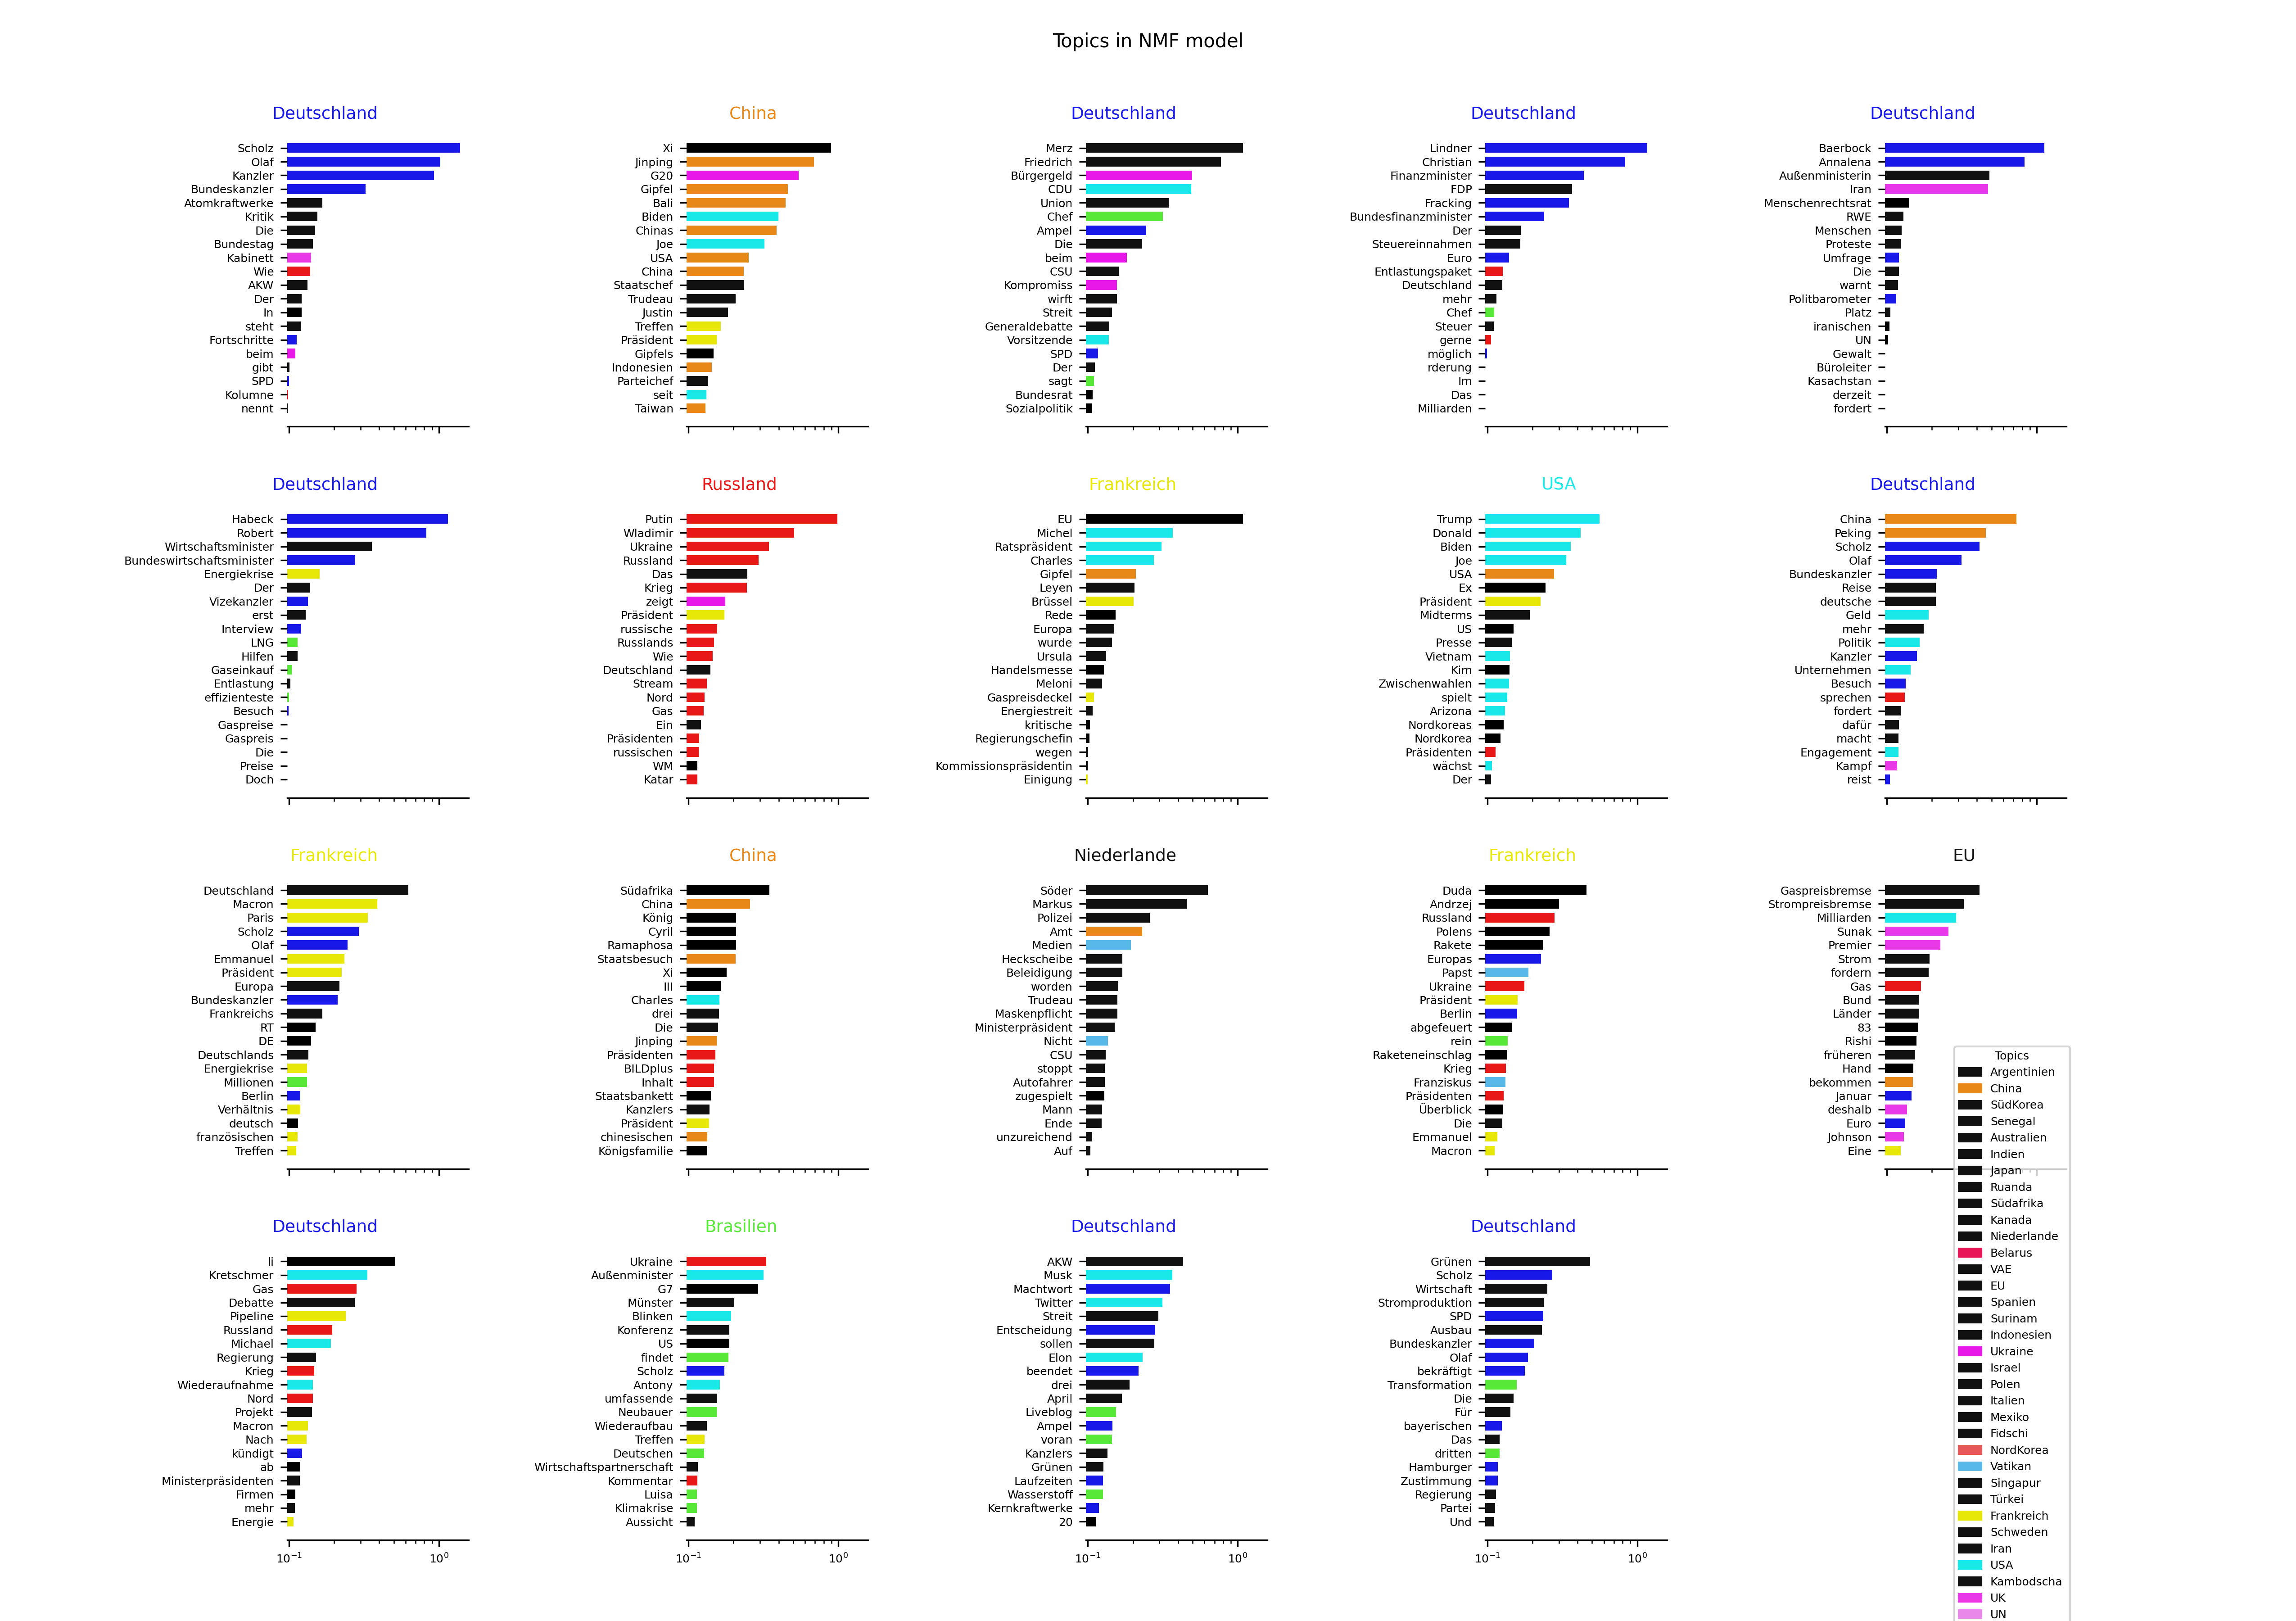 Topics in NMF model
Deutschland
Scholz
Olaf
Kanzler
Bundeskanzler
Atomkraftwerke
Kritik
Die
Bundestag
Kabinett
Wie
AKW
Der
In
steht
Fortschritte
beim
gibt
SPD
Kolumne
nennt
China
Xi
Jinping
G20
Gipfel
Bali
Biden
Chinas
Joe
USA
China
Staatschef
Trudeau
Justin
Treffen
Präsident
Gipfels
Indonesien
Parteichef
seit
Taiwan
Deutschland
Merz
Friedrich
Bürgergeld
CDU
Union
Chef
Ampel
Die
beim
CSU
Kompromiss
wirft
Streit
Generaldebatte
Vorsitzende
SPD
Der
sagt
Bundesrat
Sozialpolitik
Deutschland
Lindner
Christian
Finanzminister
FDP
Fracking
Bundesfinanzminister
Der
Steuereinnahmen
Euro
Entlastungspaket
Deutschland
mehr
Chef
Steuer
gerne
möglich
rderung
Im
Das
Milliarden
Deutschland
Baerbock
Annalena
Außenministerin
Iran
Menschenrechtsrat
RWE
Menschen
Proteste
Umfrage
Die
warnt
Politbarometer
Platz
iranischen
UN
Gewalt
Büroleiter
Kasachstan
derzeit
fordert
Deutschland
Habeck
Robert
Wirtschaftsminister
Bundeswirtschaftsminister
Energiekrise
Der
Vizekanzler
erst
Interview
LNG
Hilfen
Gaseinkauf
Entlastung
effizienteste
Besuch
Gaspreise
Gaspreis
Die
Preise
Doch
Russland
Putin
Wladimir
Ukraine
Russland
Das
Krieg
zeigt
Präsident
russische
Russlands
Wie
Deutschland
Stream
Nord
Gas
Ein
Präsidenten
russischen
WM
Katar
Frankreich
EU
Michel
Ratspräsident
Charles
Gipfel
Leyen
Brüssel
Rede
Europa
wurde
Ursula
Handelsmesse
Meloni
Gaspreisdeckel
Energiestreit
kritische
Regierungschefin
wegen
Kommissionspräsidentin
Einigung
USA
Trump
Donald
Biden
Joe
USA
Ex
Präsident
Midterms
US
Presse
Vietnam
Kim
Zwischenwahlen
spielt
Arizona
Nordkoreas
Nordkorea
Präsidenten
wächst
Der
Deutschland
China
Peking
Scholz
Olaf
Bundeskanzler
Reise
deutsche
Geld
mehr
Politik
Kanzler
Unternehmen
Besuch
sprechen
fordert
dafür
macht
Engagement
Kampf
reist
Frankreich
Deutschland
Macron
Paris
Scholz
Olaf
Emmanuel
Präsident
Europa
Bundeskanzler
Frankreichs
RT
DE
Deutschlands
Energiekrise
Millionen
Berlin
Verhältnis
deutsch
französischen
Treffen
China
Südafrika
China
König
Cyril
Ramaphosa
Staatsbesuch
Xi
III
Charles
drei
Die
Jinping
Präsidenten
BILDplus
Inhalt
Staatsbankett
Kanzlers
Präsident
chinesischen
Königsfamilie
Niederlande
Söder
Markus
Polizei
Amt
Medien
Heckscheibe
Beleidigung
worden
Trudeau
Maskenpflicht
Ministerpräsident
Nicht
CSU
stoppt
Autofahrer
zugespielt
Mann
Ende
unzureichend
Auf
Frankreich
Duda
Andrzej
Russland
Polens
Rakete
Europas
Papst
Ukraine
Präsident
Berlin
abgefeuert
rein
Raketeneinschlag
Krieg
Franziskus
Präsidenten
Überblick
Die
Emmanuel
Macron
EU
Gaspreisbremse
Strompreisbremse
Milliarden
Sunak
Premier
Strom
fordern
Gas
Bund
Länder
83
Rishi
früheren
Hand
bekommen
Januar
deshalb
Euro
Johnson
Eine
Deutschland
li
Kretschmer
Gas
Debatte
Pipeline
Russland
Michael
Regierung
Krieg
Wiederaufnahme
Nord
Projekt
Macron
Nach
kündigt
ab
Ministerpräsidenten
Firmen
mehr
Energie
10⁻¹ 10⁰
Brasilien
Ukraine
Außenminister
G7
Münster
Blinken
Konferenz
US
findet
Scholz
Antony
umfassende
Neubauer
Wiederaufbau
Treffen
Deutschen
Wirtschaftspartnerschaft
Kommentar
Luisa
Klimakrise
Aussicht
10⁻¹ 10⁰
Deutschland
AKW
Musk
Machtwort
Twitter
Streit
Entscheidung
sollen
Elon
beendet
drei
April
Liveblog
Ampel
voran
Kanzlers
Grünen
Laufzeiten
Wasserstoff
Kernkraftwerke
20
10⁻¹ 10⁰
Deutschland
Grünen
Scholz
Wirtschaft
Stromproduktion
SPD
Ausbau
Bundeskanzler
Olaf
bekräftigt
Transformation
Die
Für
bayerischen
Das
dritten
Hamburger
Zustimmung
Regierung
Partei
Und
10⁻¹ 10⁰
Topics
Argentinien
China
SüdKorea
Senegal
Australien
Indien
Japan
Ruanda
Südafrika
Kanada
Niederlande
Belarus
VAE
EU
Spanien
Surinam
Indonesien
Ukraine
Israel
Polen
Italien
Mexiko
Fidschi
NordKorea
Vatikan
Singapur
Türkei
Frankreich
Schweden
Iran
USA
Kambodscha
UK
UN